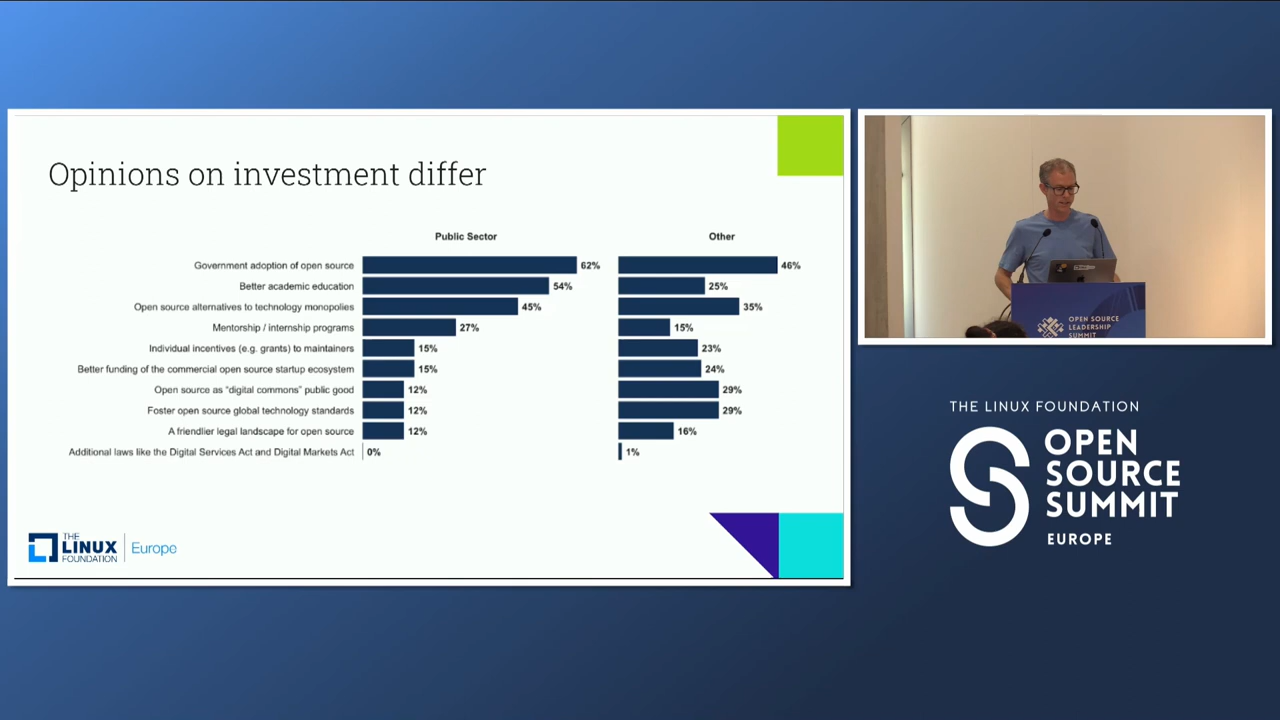 Opinions on investment differ
Public Sector
Other
Government adoption of open source 62% 46%
Better academic education 54% 25%
Open source alternatives to technology monopolies 45% 35%
Mentorship / internship programs 27% 15%
Individual incentives (e.g. grants) to maintainers 15% 23%
Better funding of the commercial open source startup ecosystem 15% 24%
Open source as "digital commons" public good 12% 29%
Foster open source global technology standards 12% 29%
A friendlier legal landscape for open source 12% 16%
Additional laws like the Digital Services Act and Digital Markets Act 0% 1%
THE
LINUX
FOUNDATION
Europe
OPEN SOURCE
LEADERSHIP
SUMMIT
THE LINUX FOUNDATION
OPEN
SOURCE
SUMMIT
EUROPE